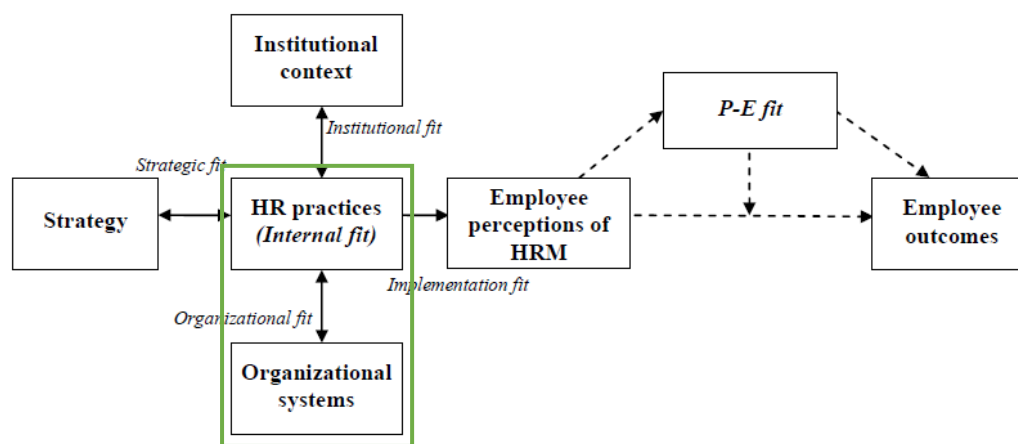 Institutional
context
Institutional fit
P-E fit
Strategic fit
Strategy
HR practices
(Internal fit)
Employee
perceptions of
HRM
Employee
outcomes
Implementation fit
Organizational fit
Organizational
systems